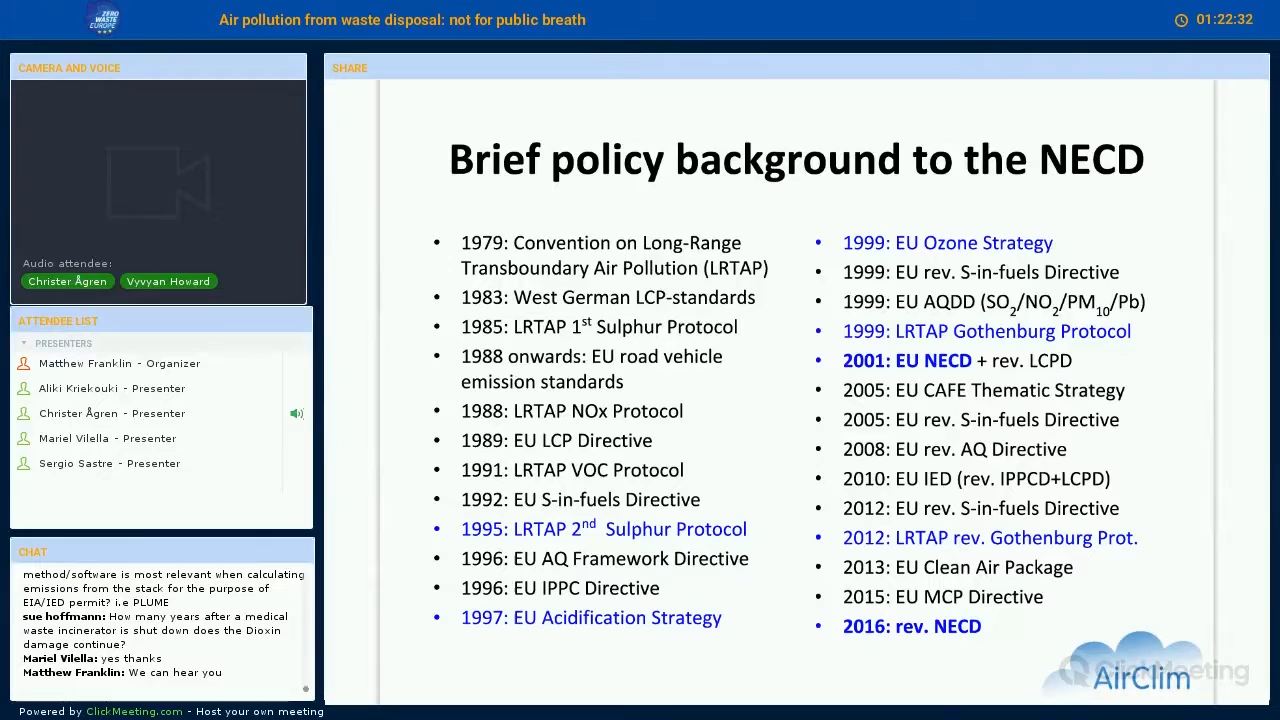 ZERO WASTE EUROPE
Air pollution from waste disposal: not for public breath
01:22:32
CAMERA AND VOICE
Audio attendee:
Christer Ågren
Vyvyan Howard
ATTENDEE LIST
PRESENTERS
Matthew Franklin - Organizer
Aliki Kriekouki - Presenter
Christer Ågren - Presenter
Mariel Vilella - Presenter
Sergio Sastre - Presenter
CHAT
method/software is most relevant when calculating
emissions from the stack for the purpose of
EIA/IED permit? i.e PLUME
sue hoffmann: How many years after a medical
waste incinerator is shut down does the Dioxin
damage continue?
Mariel Vilella: yes thanks
Matthew Franklin: We can hear you
SHARE
Brief policy background to the NECD
• 1979: Convention on Long-Range
Transboundary Air Pollution (LRTAP)
• 1983: West German LCP-standards
• 1985: LRTAP 1st Sulphur Protocol
• 1988 onwards: EU road vehicle
emission standards
• 1988: LRTAP NOx Protocol
• 1989: EU LCP Directive
• 1991: LRTAP VOC Protocol
• 1992: EU S-in-fuels Directive
• 1995: LRTAP 2nd Sulphur Protocol
• 1996: EU AQ Framework Directive
• 1996: EU IPPC Directive
• 1997: EU Acidification Strategy
• 1999: EU Ozone Strategy
• 1999: EU rev. S-in-fuels Directive
• 1999: EU AQDD (SO2/NO2/PM10/Pb)
• 1999: LRTAP Gothenburg Protocol
• 2001: EU NECD + rev. LCPD
• 2005: EU CAFE Thematic Strategy
• 2005: EU rev. S-in-fuels Directive
• 2008: EU rev. AQ Directive
• 2010: EU IED (rev. IPPCD+LCPD)
• 2012: EU rev. S-in-fuels Directive
• 2012: LRTAP rev. Gothenburg Prot.
• 2013: EU Clean Air Package
• 2015: EU MCP Directive
• 2016: rev. NECD
ClickMeeting
AirClim
Powered by ClickMeeting.com - Host your own meeting